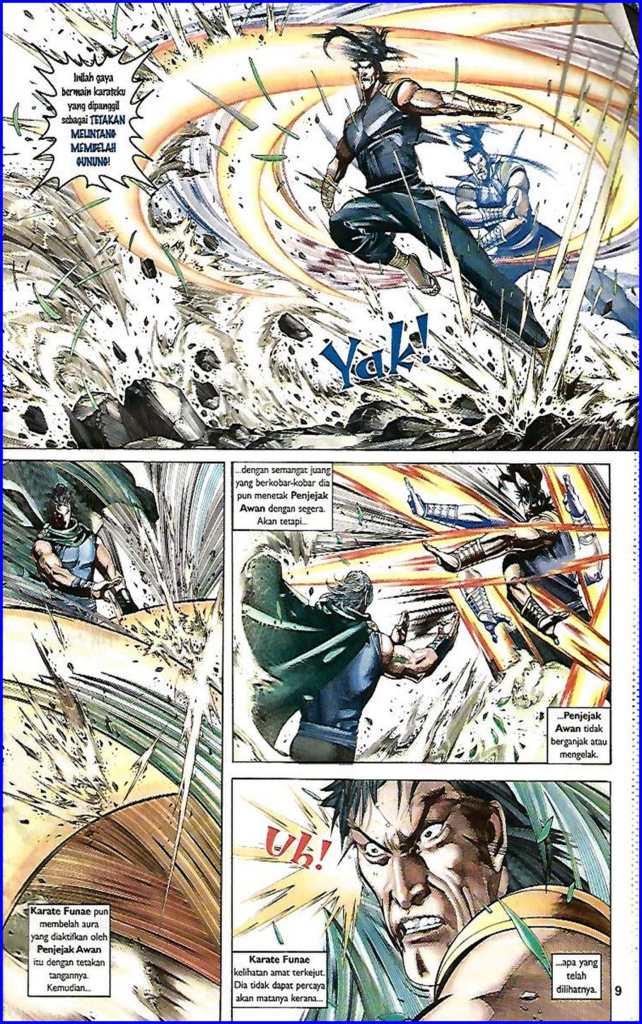 Inilah gaya
bermain karateku
yang dipanggil
sebagai TETAKAN
MELINTANG
MEMBELAH
GUNUNG!
Yak!
Karate Funae pun
membelah aura
yang diaktifkan oleh
Penjejak Awan
itu dengan tetakan
tangannya.
Kemudian...
...dengan semangat juang
yang berkobar-kobar dia
pun menetak Penjejak
Awan dengan segera.
Akan tetapi...
...Penjejak
Awan tidak
berganjak atau
mengelak.
Uh!
Karate Funae
kelihatan amat terkejut.
Dia tidak dapat percaya
akan matanya kerana...
...apa yang
telah
dilihatnya.
9